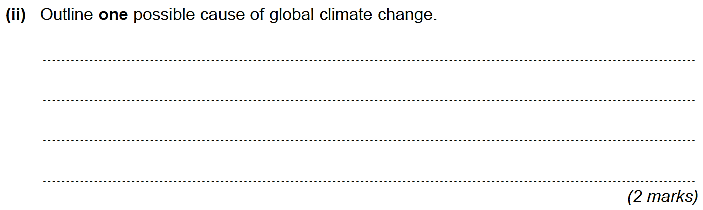 (ii) Outline one possible cause of global climate change.
(2 marks)